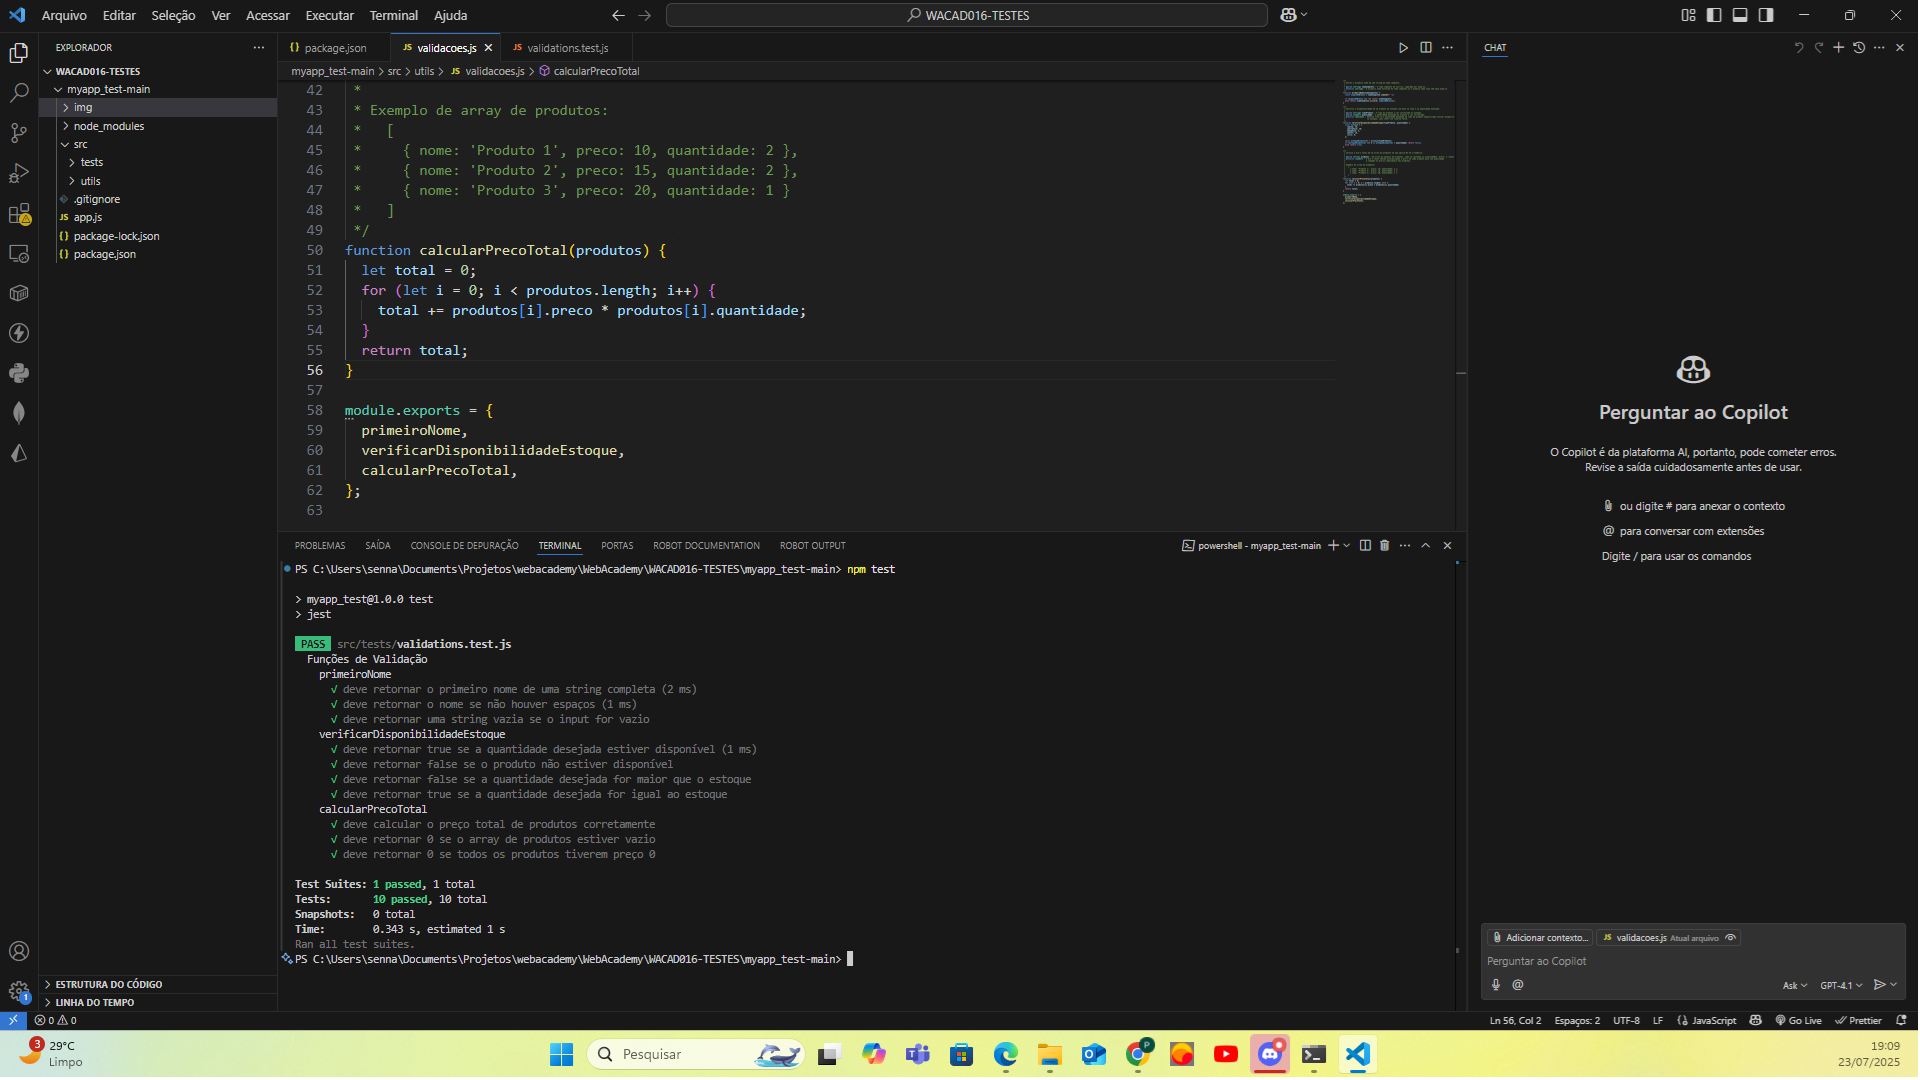 Arquivo Editar Seleção Ver Acessar Executar Terminal Ajuda
WACAD016-TESTES
EXPLORADOR
WACAD016-TESTES
myapp_test-main
img
node_modules
src
tests
utils
.gitignore
JS app.js
{} package-lock.json
{} package.json
ESTRUTURA DO CÓDIGO
LINHA DO TEMPO
{} package.json
JS validacoes.js
JS validations.test.js
myapp_test-main > src > utils > JS validacoes.js > calcularPrecoTotal
42 *
43 * Exemplo de array de produtos:
44 * [
45 * { nome: 'Produto 1', preco: 10, quantidade: 2 },
46 * { nome: 'Produto 2', preco: 15, quantidade: 2 },
47 * { nome: 'Produto 3', preco: 20, quantidade: 1 }
48 * ]
49 */
50 function calcularPrecoTotal(produtos) {
51 let total = 0;
52 for (let i = 0; i < produtos.length; i++) {
53 total += produtos[i].preco * produtos[i].quantidade;
54 }
55 return total;
56 }
57
58 module.exports = {
59 primeiroNome,
60 verificarDisponibilidadeEstoque,
61 calcularPrecoTotal,
62 };
63
PROBLEMAS SAÍDA CONSOLE DE DEPURAÇÃO TERMINAL PORTAS ROBOT DOCUMENTATION ROBOT OUTPUT
powershell - myapp_test-main
PS C:\Users\senna\Documents\Projetos\webacademy\WebAcademy\WACAD016-TESTES\myapp_test-main> npm test
> myapp_test@1.0.0 test
> jest
PASS src/tests/validations.test.js
Funções de Validação
primeiroNome
√ deve retornar o primeiro nome de uma string completa (2 ms)
√ deve retornar o nome se não houver espaços (1 ms)
√ deve retornar uma string vazia se o input for vazio
verificarDisponibilidadeEstoque
√ deve retornar true se a quantidade desejada estiver disponível (1 ms)
√ deve retornar false se o produto não estiver disponível
√ deve retornar false se a quantidade desejada for maior que o estoque
√ deve retornar true se a quantidade desejada for igual ao estoque
calcularPrecoTotal
√ deve calcular o preço total de produtos corretamente
√ deve retornar 0 se o array de produtos estiver vazio
√ deve retornar 0 se todos os produtos tiverem preço 0
Test Suites: 1 passed, 1 total
Tests: 10 passed, 10 total
Snapshots: 0 total
Time: 0.343 s, estimated 1 s
Ran all test suites.
PS C:\Users\senna\Documents\Projetos\webacademy\WebAcademy\WACAD016-TESTES\myapp_test-main>
CHAT
Perguntar ao Copilot
O Copilot é da plataforma AI, portanto, pode cometer erros.
Revise a saída cuidadosamente antes de usar.
ou digite # para anexar o contexto
@ para conversar com extensões
Digite / para usar os comandos
Adicionar contexto... JS validacoes.js Atual arquivo
Perguntar ao Copilot
@ Ask GPT-4.1
1
0 0
Ln 56, Col 2 Espaços: 2 UTF-8 LF {} JavaScript Go Live Prettier
3
29°C
Limpo
Pesquisar
P
19:09
23/07/2025